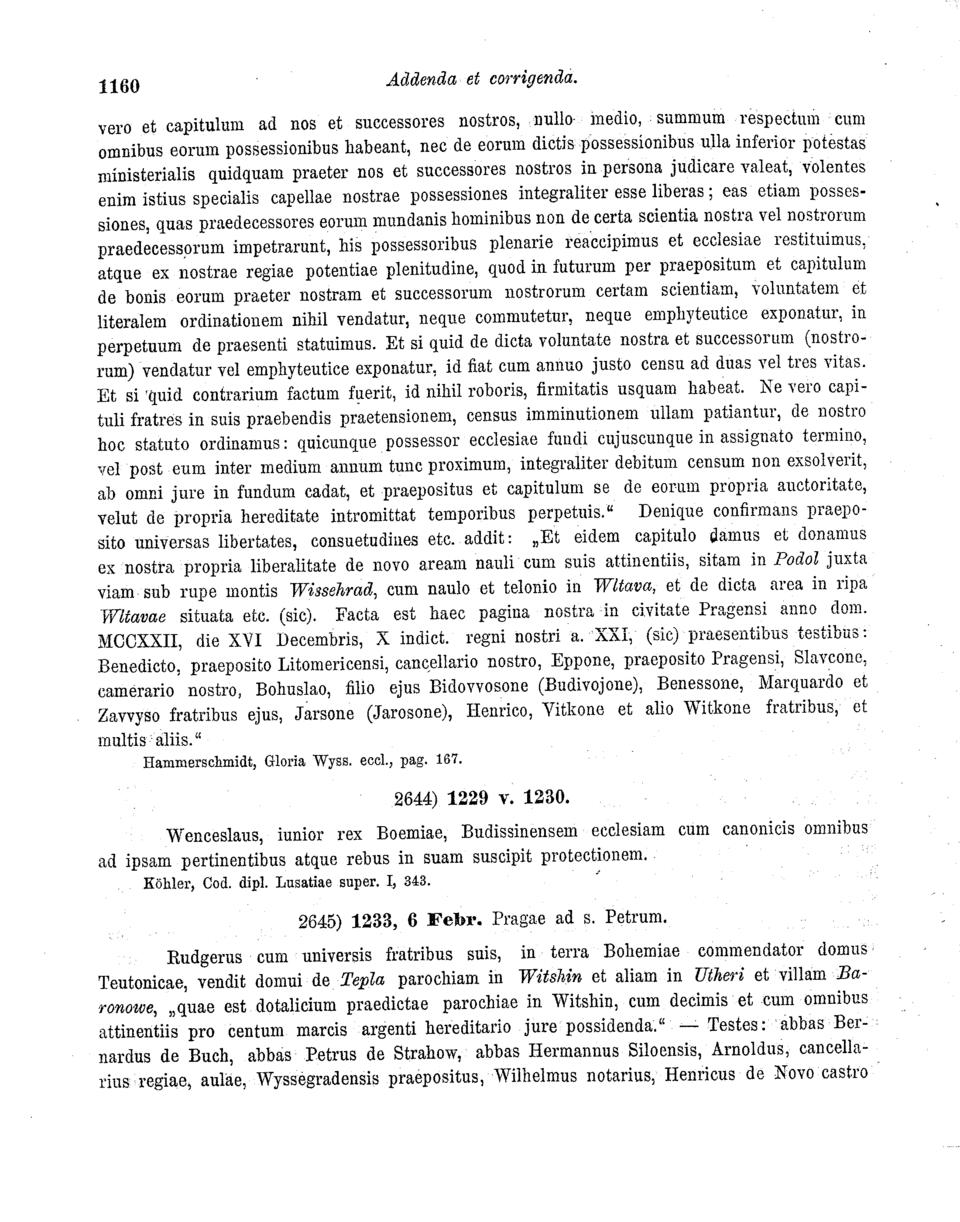 1160
Addenda et corrigenda.
vero et capitulum ad nos et successores nostros, nullo medio, summum respectum cum
omnibus eorum possessionibus habeant, nec de eorum dictis possessionibus ulla inferior potestas
ministerialis quidquam praeter nos et successores nostros in persona judicare valeat, volentes
enim istius specialis capellae nostrae possessiones integraliter esse liberas; eas etiam posses-
siones, quas praedecessores eorum mundanis hominibus non de certa scientia nostra vel nostrorum
praedecessorum impetrarunt, his possessoribus plenarie reaccipimus et ecclesiae restituimus,
atque ex nostrae regiae potentiae plenitudine, quod in futurum per praepositum et capitulum
de bonis eorum praeter nostram et successorum nostrorum certam scientiam, voluntatem et
literalem ordinationem nihil vendatur, neque commutetur, neque emphyteutice exponatur, in
perpetuum de praesenti statuimus. Et si quid de dicta voluntate nostra et successorum (nostro-
rum) vendatur vel emphyteutice exponatur, id fiat cum annuo justo censu ad duas vel tres vitas.
Et si quid contrarium factum fuerit, id nihil roboris, firmitatis usquam habeat. Ne vero capi-
tuli fratres in suis praebendis praetensionem, census imminutionem ullam patiantur, de nostro
hoc statuto ordinamus: quicunque possessor ecclesiae fundi cujuscunque in assignato termino,
vel post eum inter medium annum tunc proximum, integraliter debitum censum non exsolverit,
ab omni jure in fundum cadat, et praepositus et capitulum se de eorum propria auctoritate,
velut de propria hereditate intromittat temporibus perpetuis.“ Denique confirmans praepo-
sito universas libertates, consuetudines etc. addit: „Et eidem capitulo damus et donamus
ex nostra propria liberalitate de novo aream nauli cum suis attinentiis, sitam in Podol juxta
viam sub rupe montis Wissehrad, cum naulo et telonio in Wltava, et de dicta area in ripa
Wltavae situata etc. (sic). Facta est haec pagina nostra in civitate Pragensi anno dom.
MCCXXII, die XVI Decembris, X indict. regni nostri a. XXI, (sic) praesentibus testibus:
Benedicto, praeposito Litomericensi, cancellario nostro, Eppone, praeposito Pragensi, Slavcone,
camerario nostro, Bohuslao, filio ejus Bidovvosone (Budivojone), Benessone, Marquardo et
Zavvyso fratribus ejus, Jarsone (Jarosone), Henrico, Vitkone et alio Witkone fratribus, et
multis aliis.“
Hammerschmidt, Gloria Wyss. eccl., pag. 167.
2644) 1229 v. 1230.
Wenceslaus, iunior rex Boemiae, Budissinensem ecclesiam cum canonicis omnibus
ad ipsam pertinentibus atque rebus in suam suscipit protectionem.
Köhler, Cod. dipl. Lusatiae super. I, 343.
2645) 1233, 6 Febr. Pragae ad s. Petrum.
Rudgerus cum universis fratribus suis, in terra Bohemiae commendator domus
Teutonicae, vendit domui de Tepla parochiam in Witshin et aliam in Utheri et villam Ba-
ronowe, „quae est dotalicium praedictae parochiae in Witshin, cum decimis et cum omnibus
attinentiis pro centum marcis argenti hereditario jure possidenda.“ — Testes: abbas Ber-
nardus de Buch, abbas Petrus de Strahow, abbas Hermannus Siloensis, Arnoldus, cancella-
rius regiae, aulae, Wyssegradensis praepositus, Wilhelmus notarius, Henricus de Novo castro